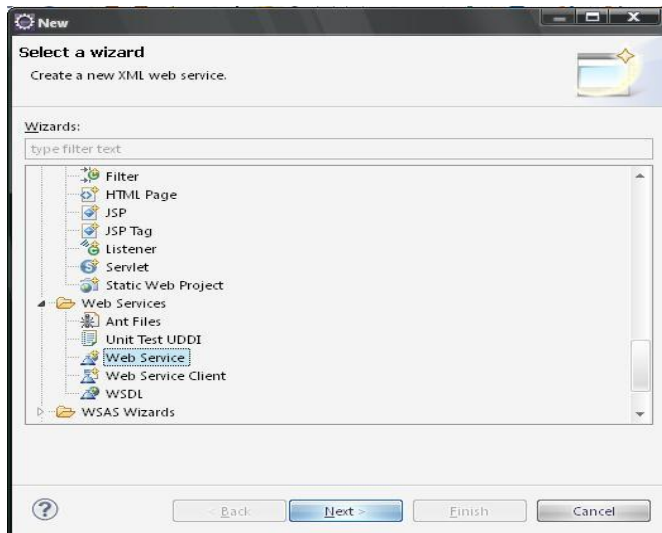 New
Select a wizard
Create a new XML web service.
Wizards:
type filter text
Filter
HTML Page
JSP
JSP Tag
Listener
Servlet
Static Web Project
Web Services
Ant Files
Unit Test UDDI
Web Service
Web Service Client
WSDL
WSAS Wizards
? < Back Next > Finish Cancel